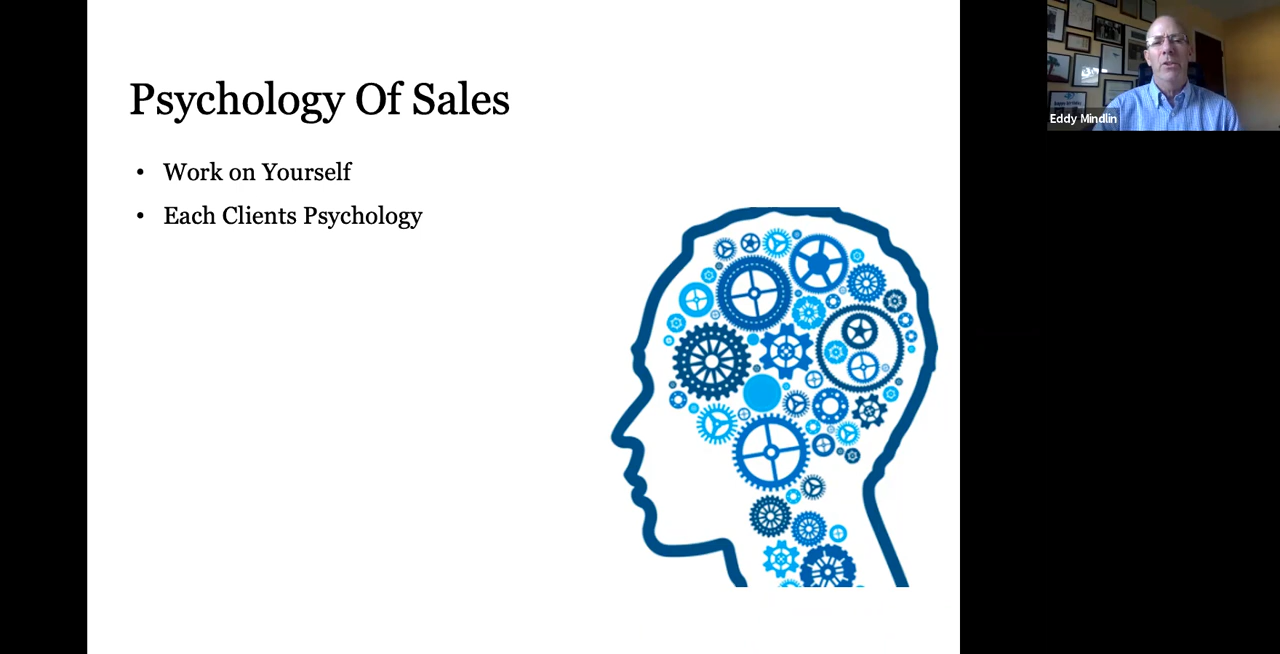 Psychology Of Sales
• Work on Yourself
• Each Clients Psychology
Eddy Mindlin